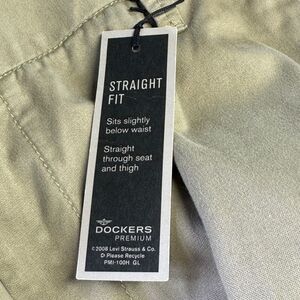 STRAIGHT
FIT
Sits slightly
below waist
Straight
through seat
and thigh
DOCKERS
PREMIUM
©2008 Levi Strauss & Co.
Please Recycle
PMI-100H GL